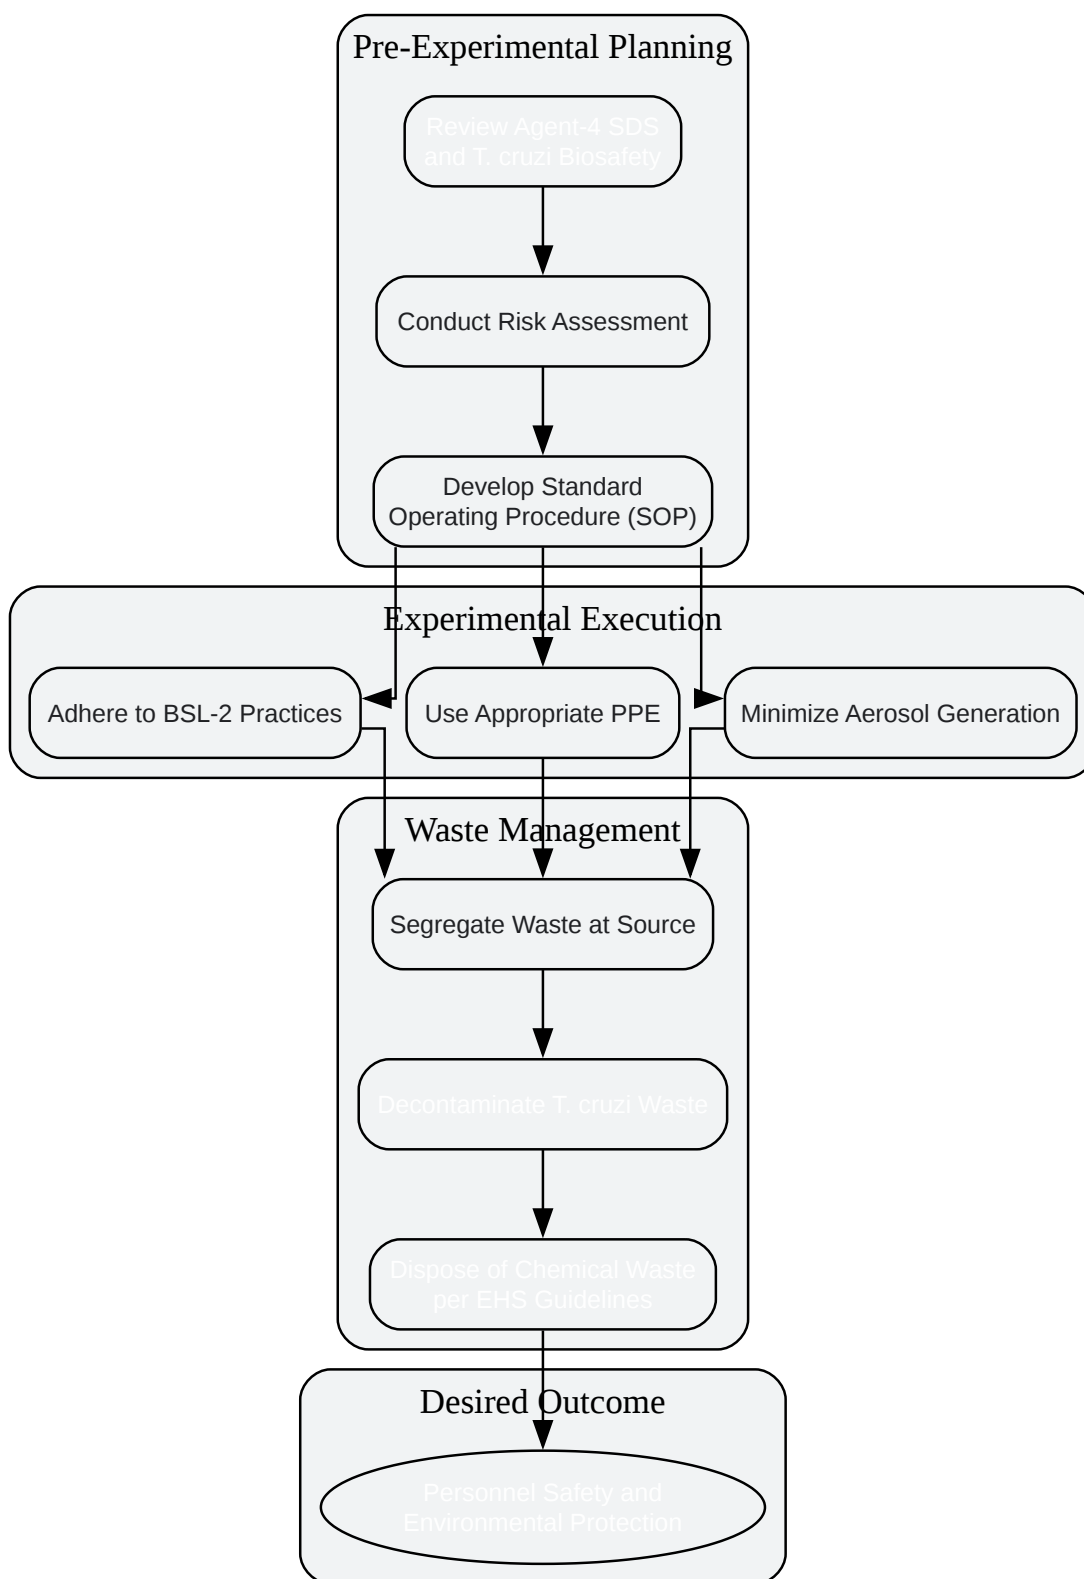 Pre-Experimental Planning
Review Agent-4 SDS
and T. cruzi Biosafety
Conduct Risk Assessment
Develop Standard
Operating Procedure (SOP)
Experimental Execution
Adhere to BSL-2 Practices
Use Appropriate PPE
Minimize Aerosol Generation
Waste Management
Segregate Waste at Source
Decontaminate T. cruzi Waste
Dispose of Chemical Waste
per EHS Guidelines
Desired Outcome
Personnel Safety and
Environmental Protection